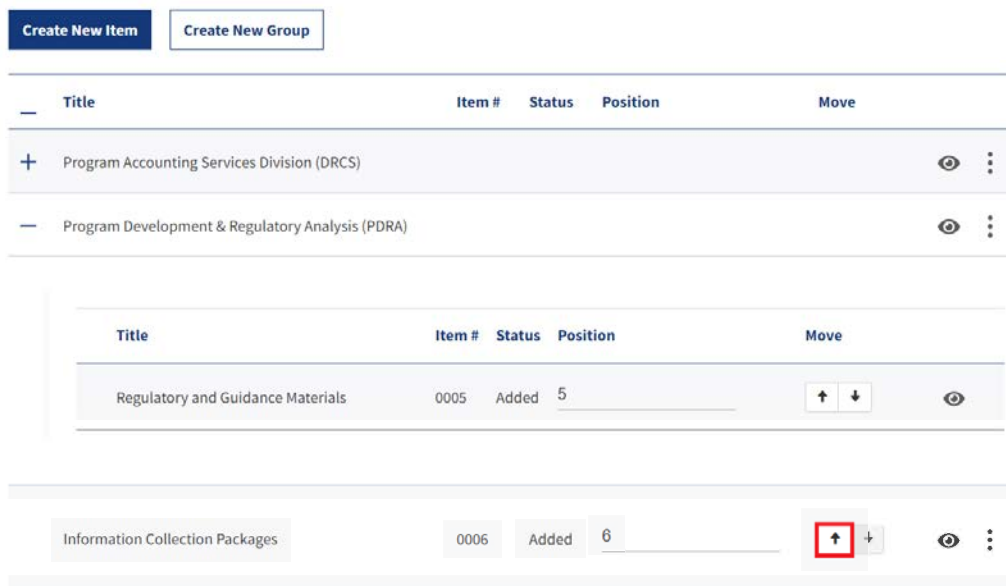 Create New Item Create New Group
Title Item # Status Position Move
Program Accounting Services Division (DRCS)
Program Development & Regulatory Analysis (PDRA)
Title Item # Status Position Move
Regulatory and Guidance Materials 0005 Added 5
Information Collection Packages 0006 Added 6